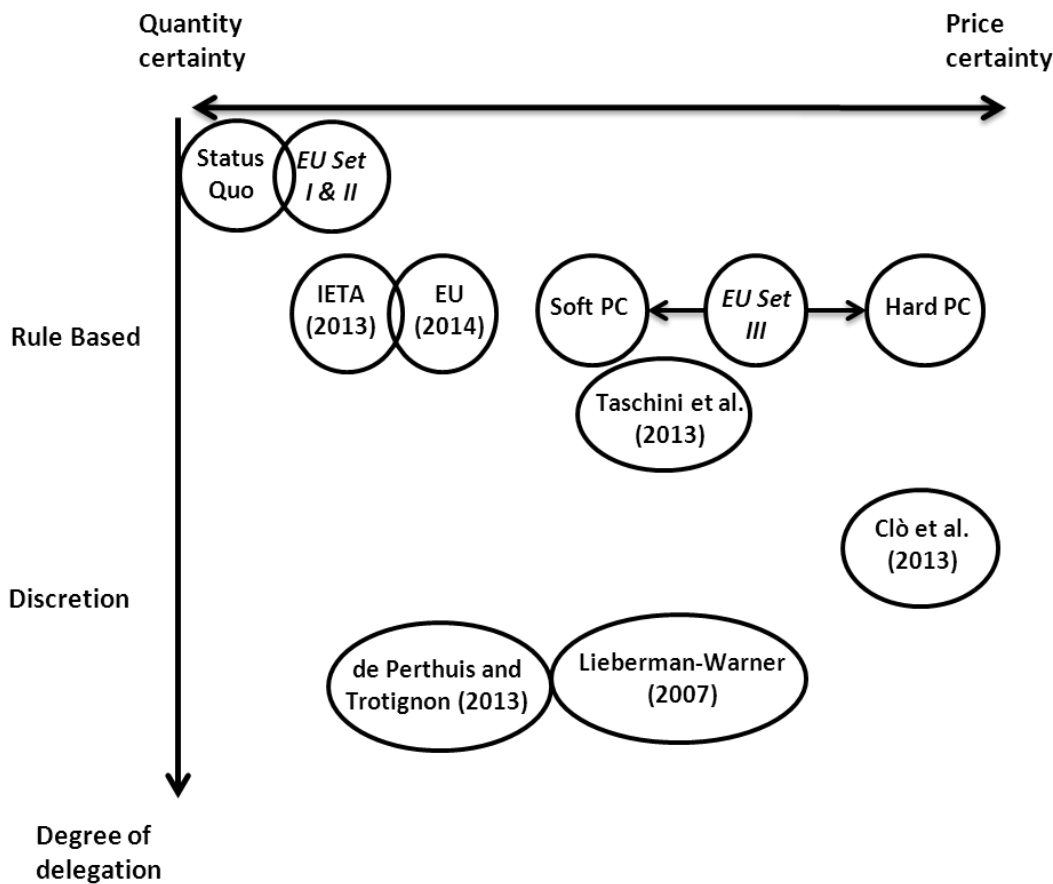 Quantity
certainty
Price
certainty
Status
Quo
EU Set
I & II
Rule Based
IETA
(2013)
EU
(2014)
Soft PC
EU Set
III
Hard PC
Taschini et al.
(2013)
Clò et al.
(2013)
Discretion
de Perthuis and
Trotignon (2013)
Lieberman-Warner
(2007)
Degree of
delegation